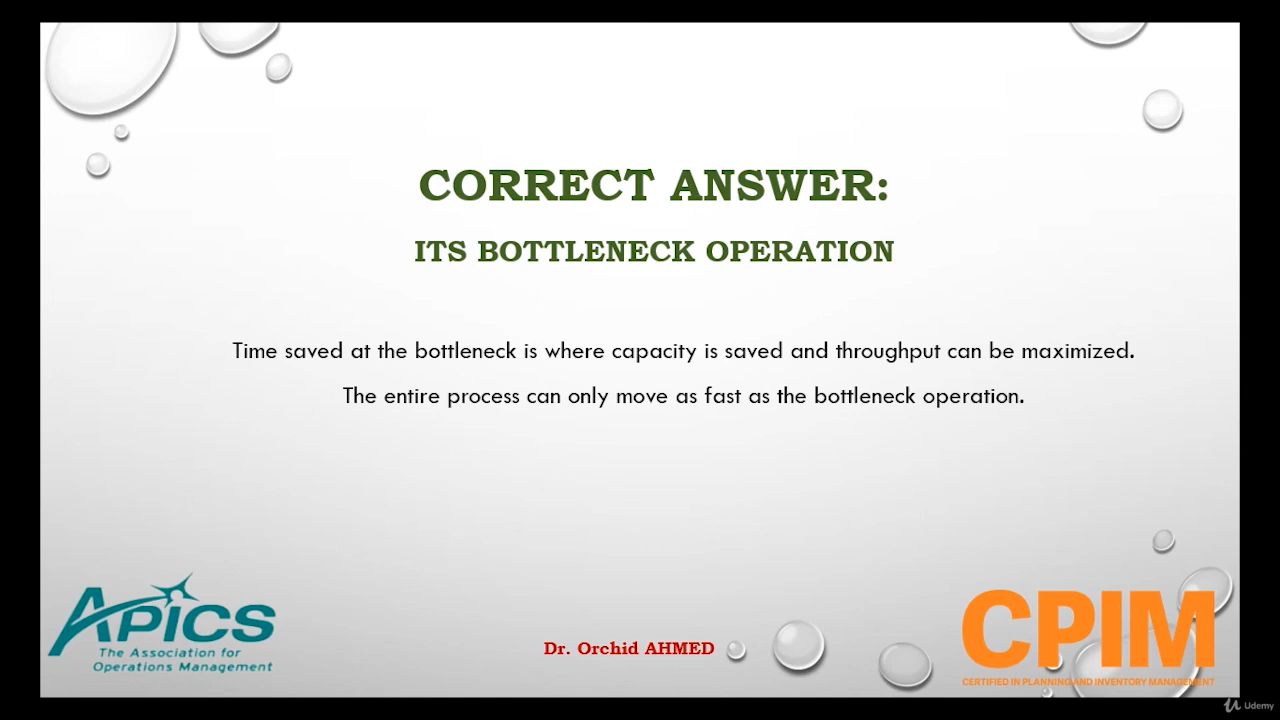 CORRECT ANSWER:
ITS BOTTLENECK OPERATION
Time saved at the bottleneck is where capacity is saved and throughput can be maximized.
The entire process can only move as fast as the bottleneck operation.
APICS
The Association for
Operations Management
Dr. Orchid AHMED
CPIM
CERTIFIED IN PLANNING AND INVENTORY MANAGEMENT
Udemy